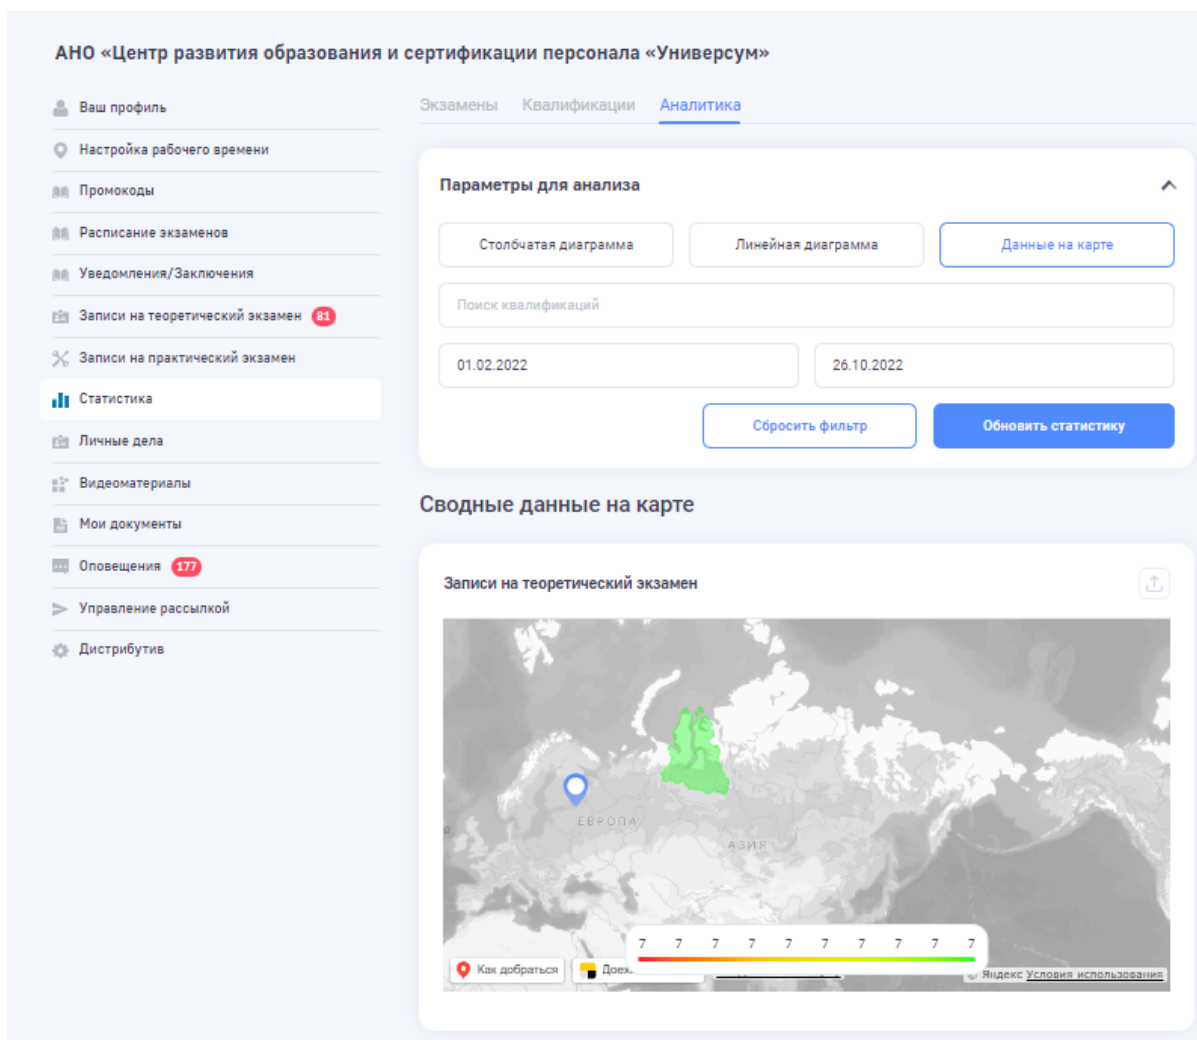 АНО «Центр развития образования и сертификации персонала «Универсум»
Ваш профиль
Настройка рабочего времени
Промокоды
Расписание экзаменов
Уведомления/Заключения
Записи на теоретический экзамен 81
Записи на практический экзамен
Статистика
Личные дела
Видеоматериалы
Мои документы
Оповещения 177
Управление рассылкой
Дистрибутив
Экзамены Квалификации Аналитика
Параметры для анализа
Столбчатая диаграмма Линейная диаграмма Данные на карте
Поиск квалификаций
01.02.2022 26.10.2022
Сбросить фильтр Обновить статистику
Сводные данные на карте
Записи на теоретический экзамен
ЕВРОПА
АЗИЯ
7 7 7 7 7 7 7 7 7 7
Как добраться
© Яндекс Условия использования